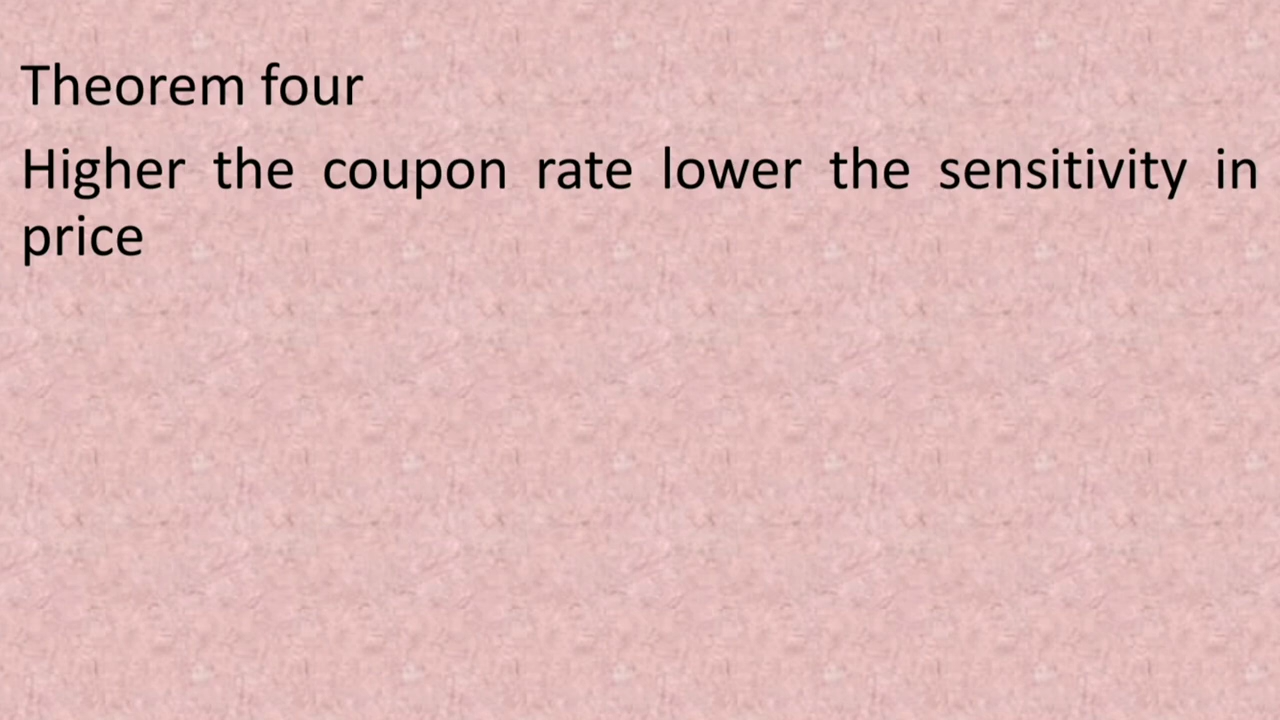 Theorem four
Higher the coupon rate lower the sensitivity in
price